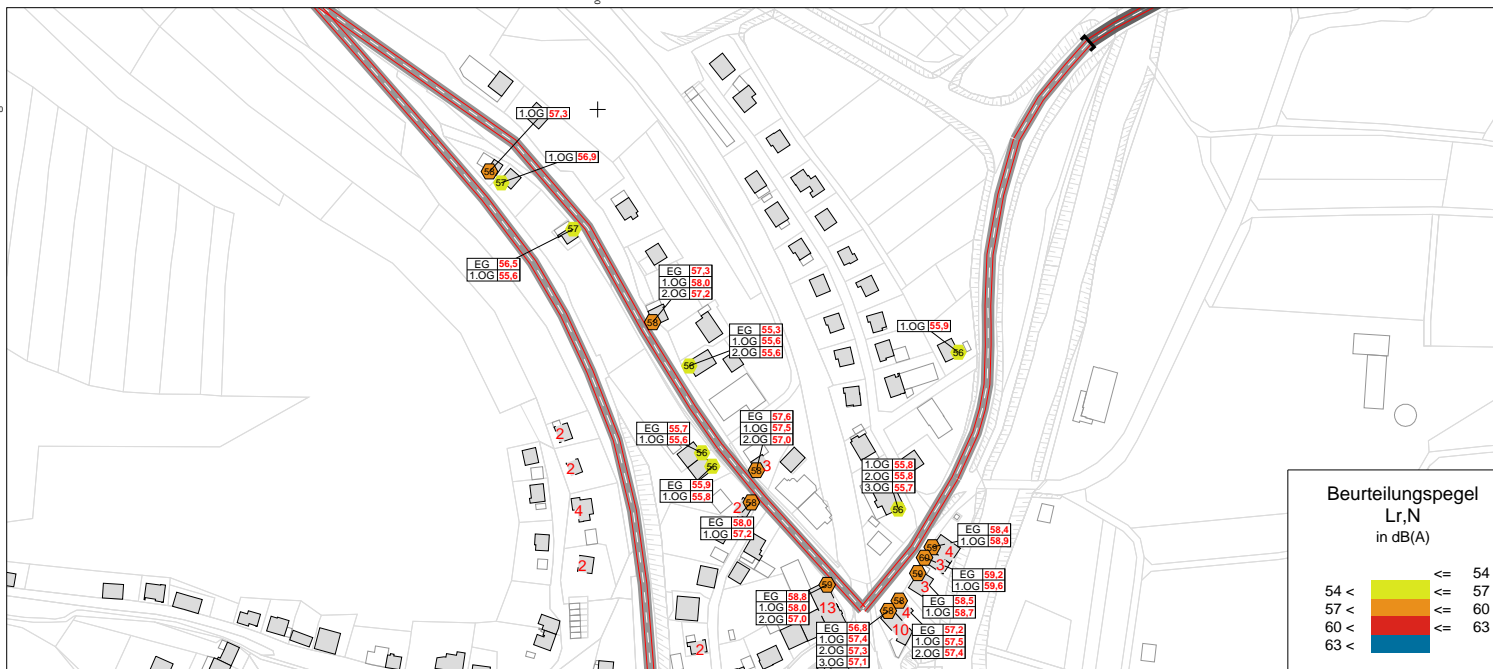 1.OG 57,3
1.OG 56,9
58
57
57
EG 56,5
1.OG 55,6
EG 57,3
1.OG 58,0
2.OG 57,2
58
EG 55,3
1.OG 55,6
2.OG 55,6
56
1.OG 55,9
56
EG 57,6
1.OG 57,5
2.OG 57,0
EG 55,7
1.OG 55,6
2
56
56
58
3
2
EG 55,9
1.OG 55,8
1.OG 55,8
2.OG 55,8
3.OG 55,7
56
4
2
58
EG 58,0
1.OG 57,2
EG 58,4
1.OG 58,9
59
4
60
3
2
59
3
EG 59,2
1.OG 59,6
59
13
EG 58,8
1.OG 58,0
2.OG 57,0
58
58
4
10
EG 58,5
1.OG 58,7
EG 56,8
1.OG 57,4
2.OG 57,3
3.OG 57,1
EG 57,2
1.OG 57,5
2.OG 57,4
2
Beurteilungspegel
Lr,N
in dB(A)
<= 54
54 < <= 57
57 < <= 60
60 < <= 63
63 <